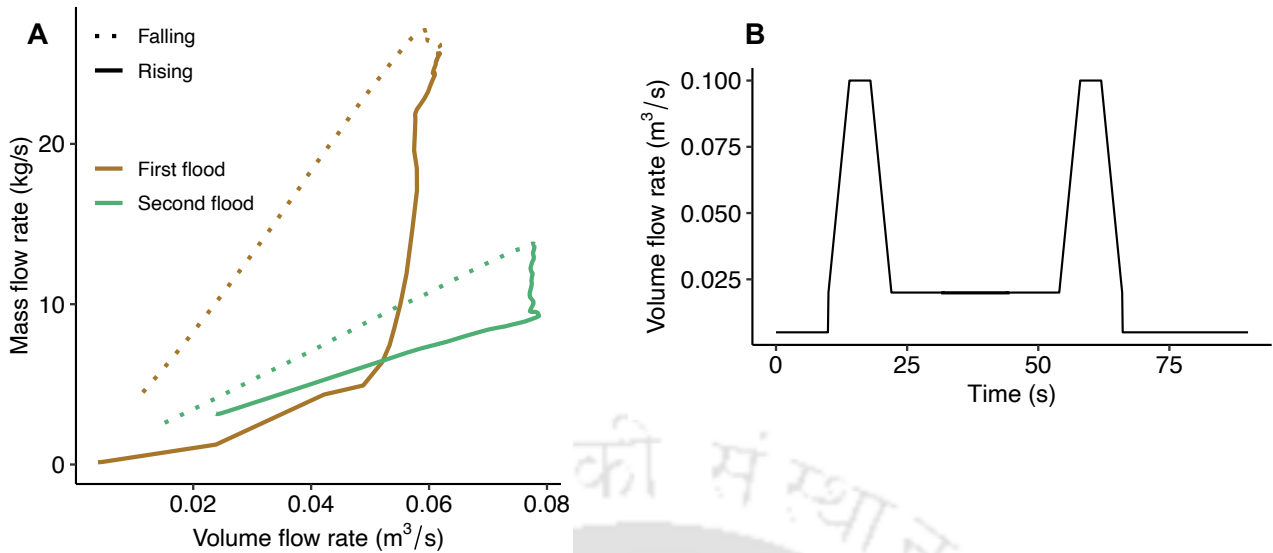 A
Falling
Rising
First flood
Second flood
Mass flow rate (kg/s)
20
10
0
0.02 0.04 0.06 0.08
Volume flow rate (m³/s)
B
Volume flow rate (m³/s)
0.100
0.075
0.050
0.025
0 25 50 75
Time (s)